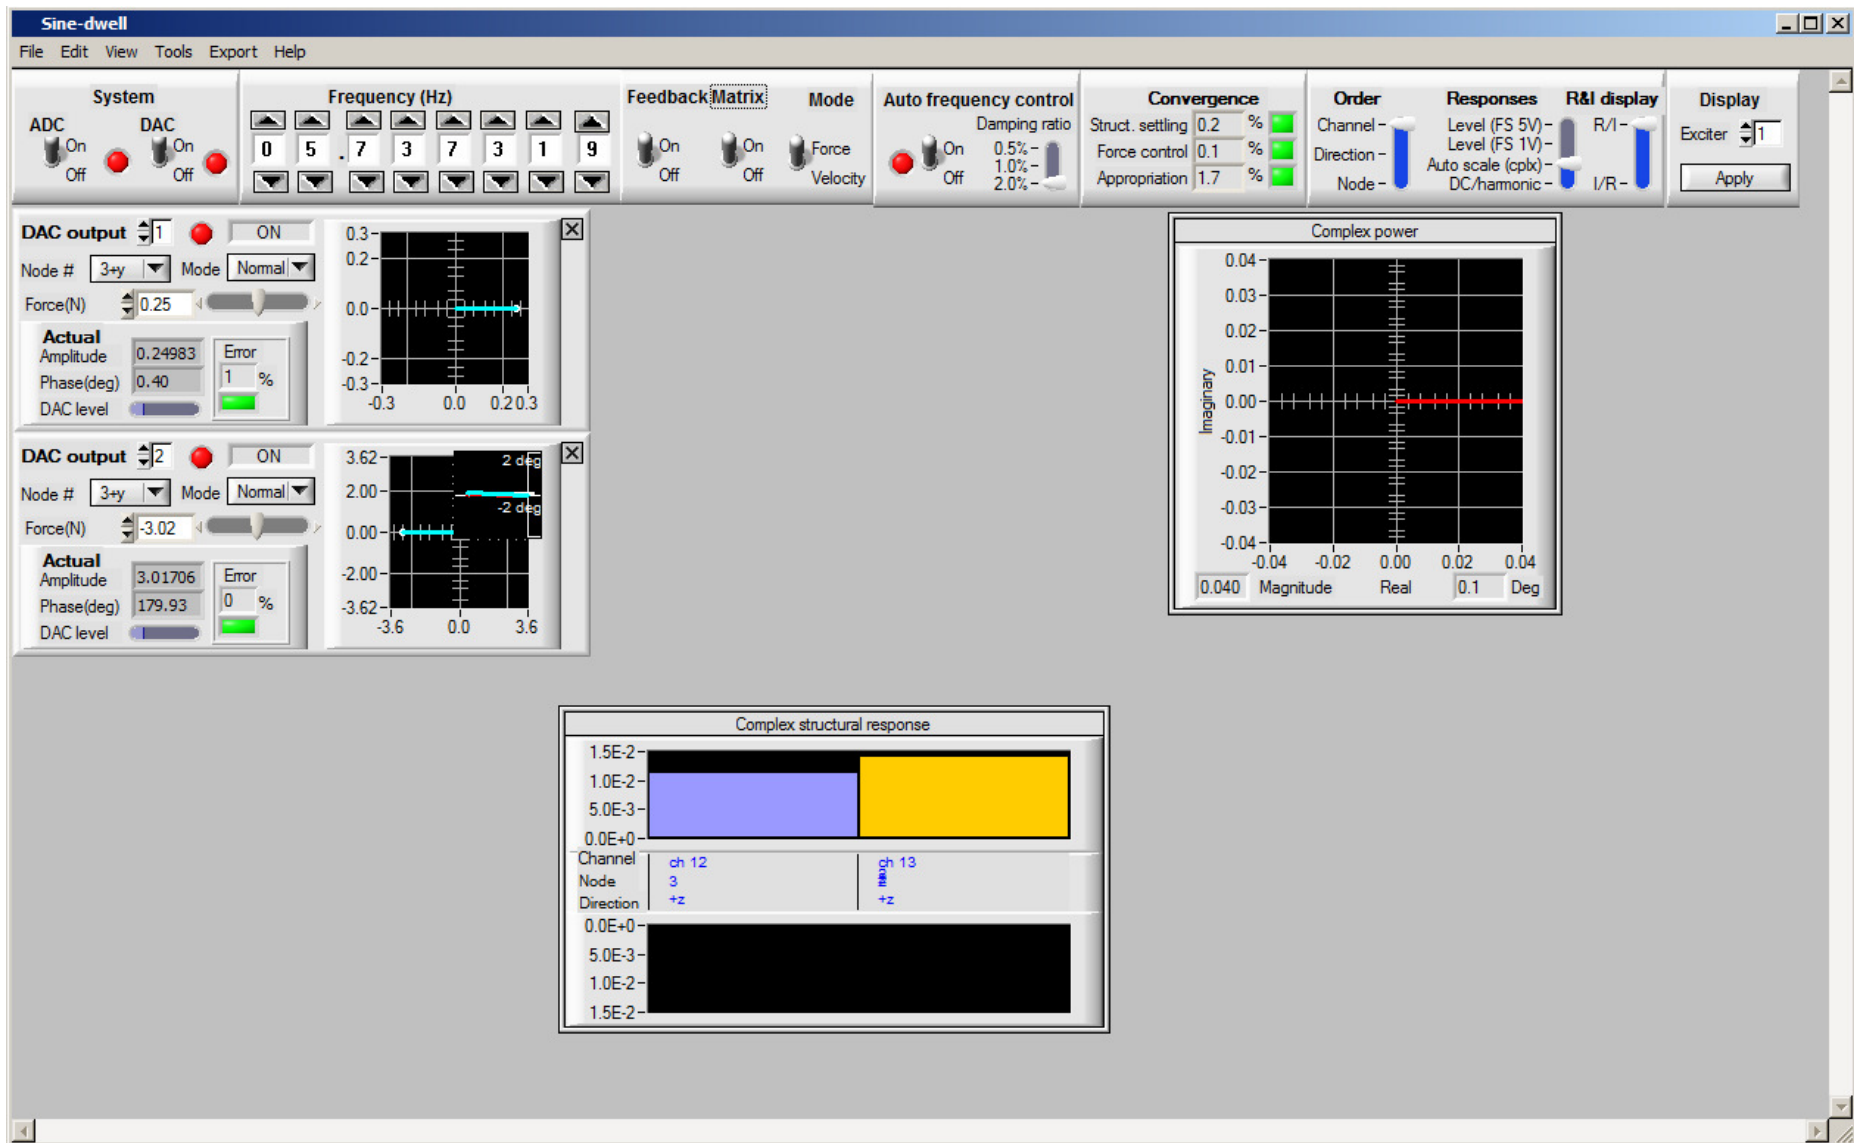 Sine-dwell
File Edit View Tools Export Help
System
ADC DAC
On On
Off Off
Frequency (Hz)
0 5 . 7 3 7 3 1 9
Feedback Matrix Mode
On On Force
Off Off Velocity
Auto frequency control
Damping ratio
On 0.5%
1.0%
Off 2.0%
Convergence
Struct. settling 0.2 %
Force control 0.1 %
Appropriation 1.7 %
Order Responses R&I display
Channel Level (FS 5V) R/I
Level (FS 1V)
Direction Auto scale (cplx)
Node DC/harmonic I/R
Display
Exciter 1
Apply
DAC output 1 ON
Node # 3+y Mode Normal
Force(N) 0.25
Actual
Amplitude 0.24983 Error
Phase(deg) 0.40 1 %
DAC level
0.3
0.2
0.0
-0.2
-0.3
-0.3 0.0 0.2 0.3
DAC output 2 ON
Node # 3+y Mode Normal
Force(N) -3.02
Actual
Amplitude 3.01706 Error
Phase(deg) 179.93 0 %
DAC level
3.62
2.00
0.00
-2.00
-3.62
-3.6 0.0 3.6
2 deg
-2 deg
Complex power
0.04
0.03
0.02
0.01
0.00
-0.01
-0.02
-0.03
-0.04
Imaginary
-0.04 -0.02 0.00 0.02 0.04
0.040 Magnitude Real 0.1 Deg
Complex structural response
1.5E-2
1.0E-2
5.0E-3
0.0E+0
Channel ch 12 ch 13
Node 3
Direction +z +z
0.0E+0
5.0E-3
1.0E-2
1.5E-2